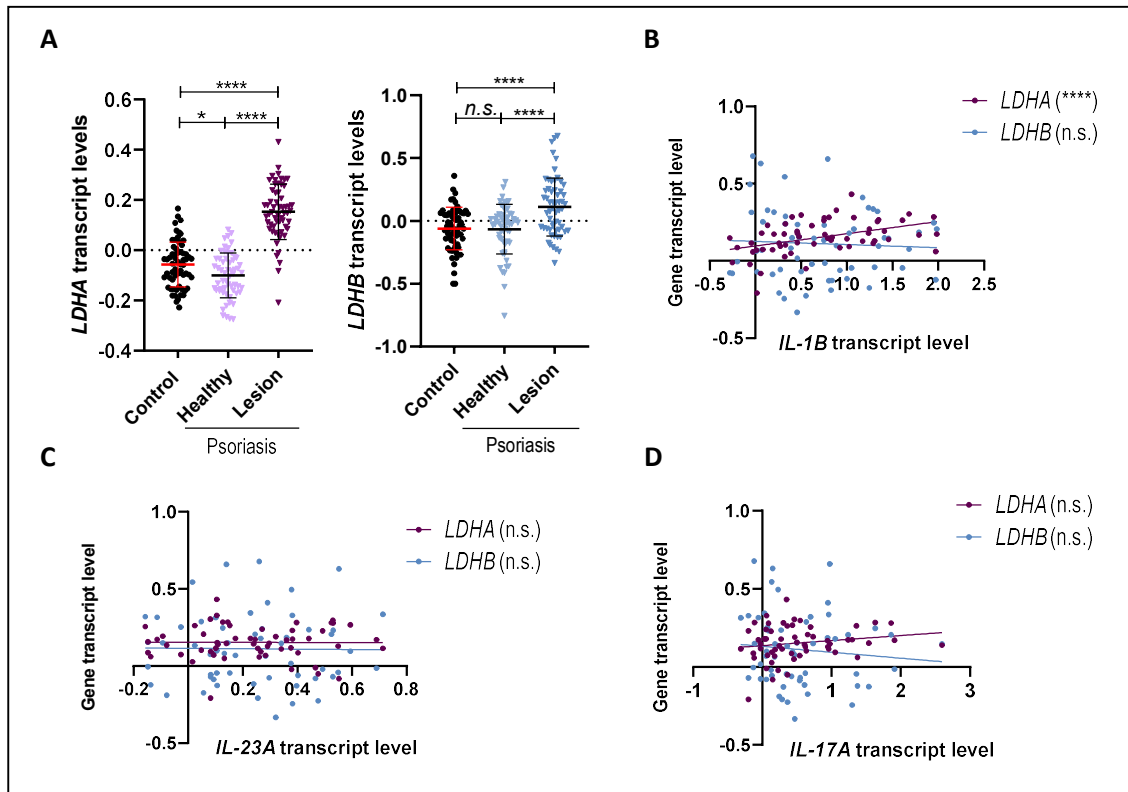 A
LDHA transcript levels
0.6
0.4
0.2
0.0
-0.2
-0.4
****
* ****
Control
Healthy
Lesion
Psoriasis
LDHB transcript levels
1.0
0.5
0.0
-0.5
-1.0
****
n.s. ****
Control
Healthy
Lesion
Psoriasis
B
Gene transcript level
1.0
0.5
-0.5
-0.5 0.5 1.0 1.5 2.0 2.5
IL-1B transcript level
LDHA (****)
LDHB (n.s.)
C
Gene transcript level
1.0
0.5
-0.5
-0.2 0.2 0.4 0.6 0.8
IL-23A transcript level
LDHA (n.s.)
LDHB (n.s.)
D
Gene transcript level
1.0
0.5
-0.5
-1 1 2 3
IL-17A transcript level
LDHA (n.s.)
LDHB (n.s.)